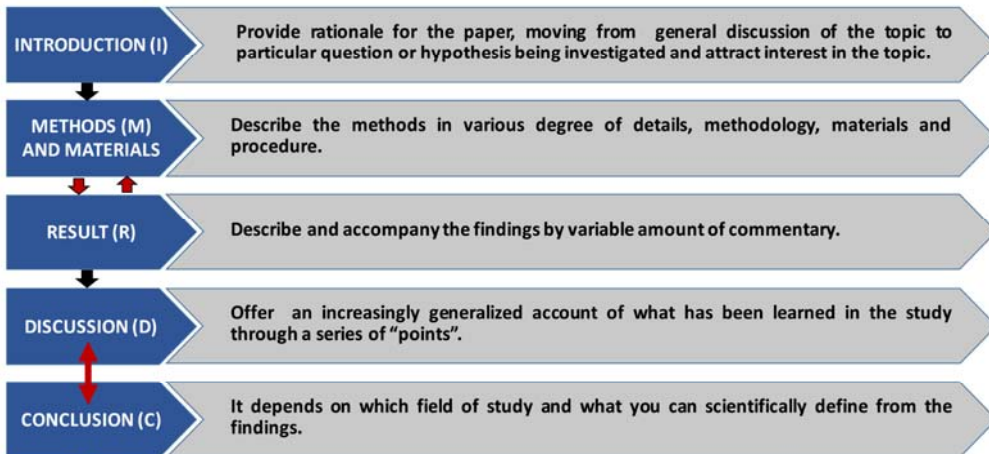 INTRODUCTION (I)
Provide rationale for the paper, moving from general discussion of the topic to
particular question or hypothesis being investigated and attract interest in the topic.
METHODS (M)
AND MATERIALS
Describe the methods in various degree of details, methodology, materials and
procedure.
RESULT (R)
Describe and accompany the findings by variable amount of commentary.
DISCUSSION (D)
Offer an increasingly generalized account of what has been learned in the study
through a series of “points”.
CONCLUSION (C)
It depends on which field of study and what you can scientifically define from the
findings.